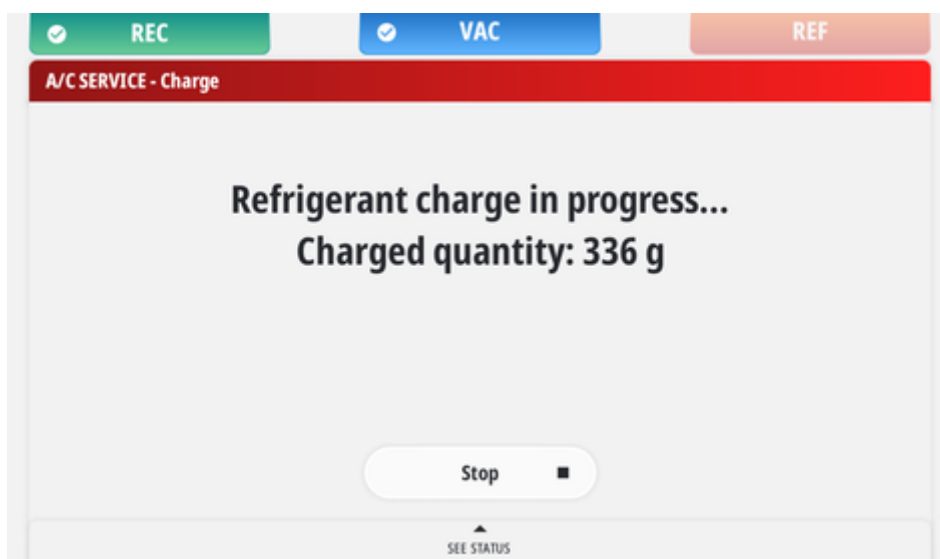 REC
VAC
REF
A/C SERVICE - Charge
Refrigerant charge in progress...
Charged quantity: 336 g
Stop
SEE STATUS